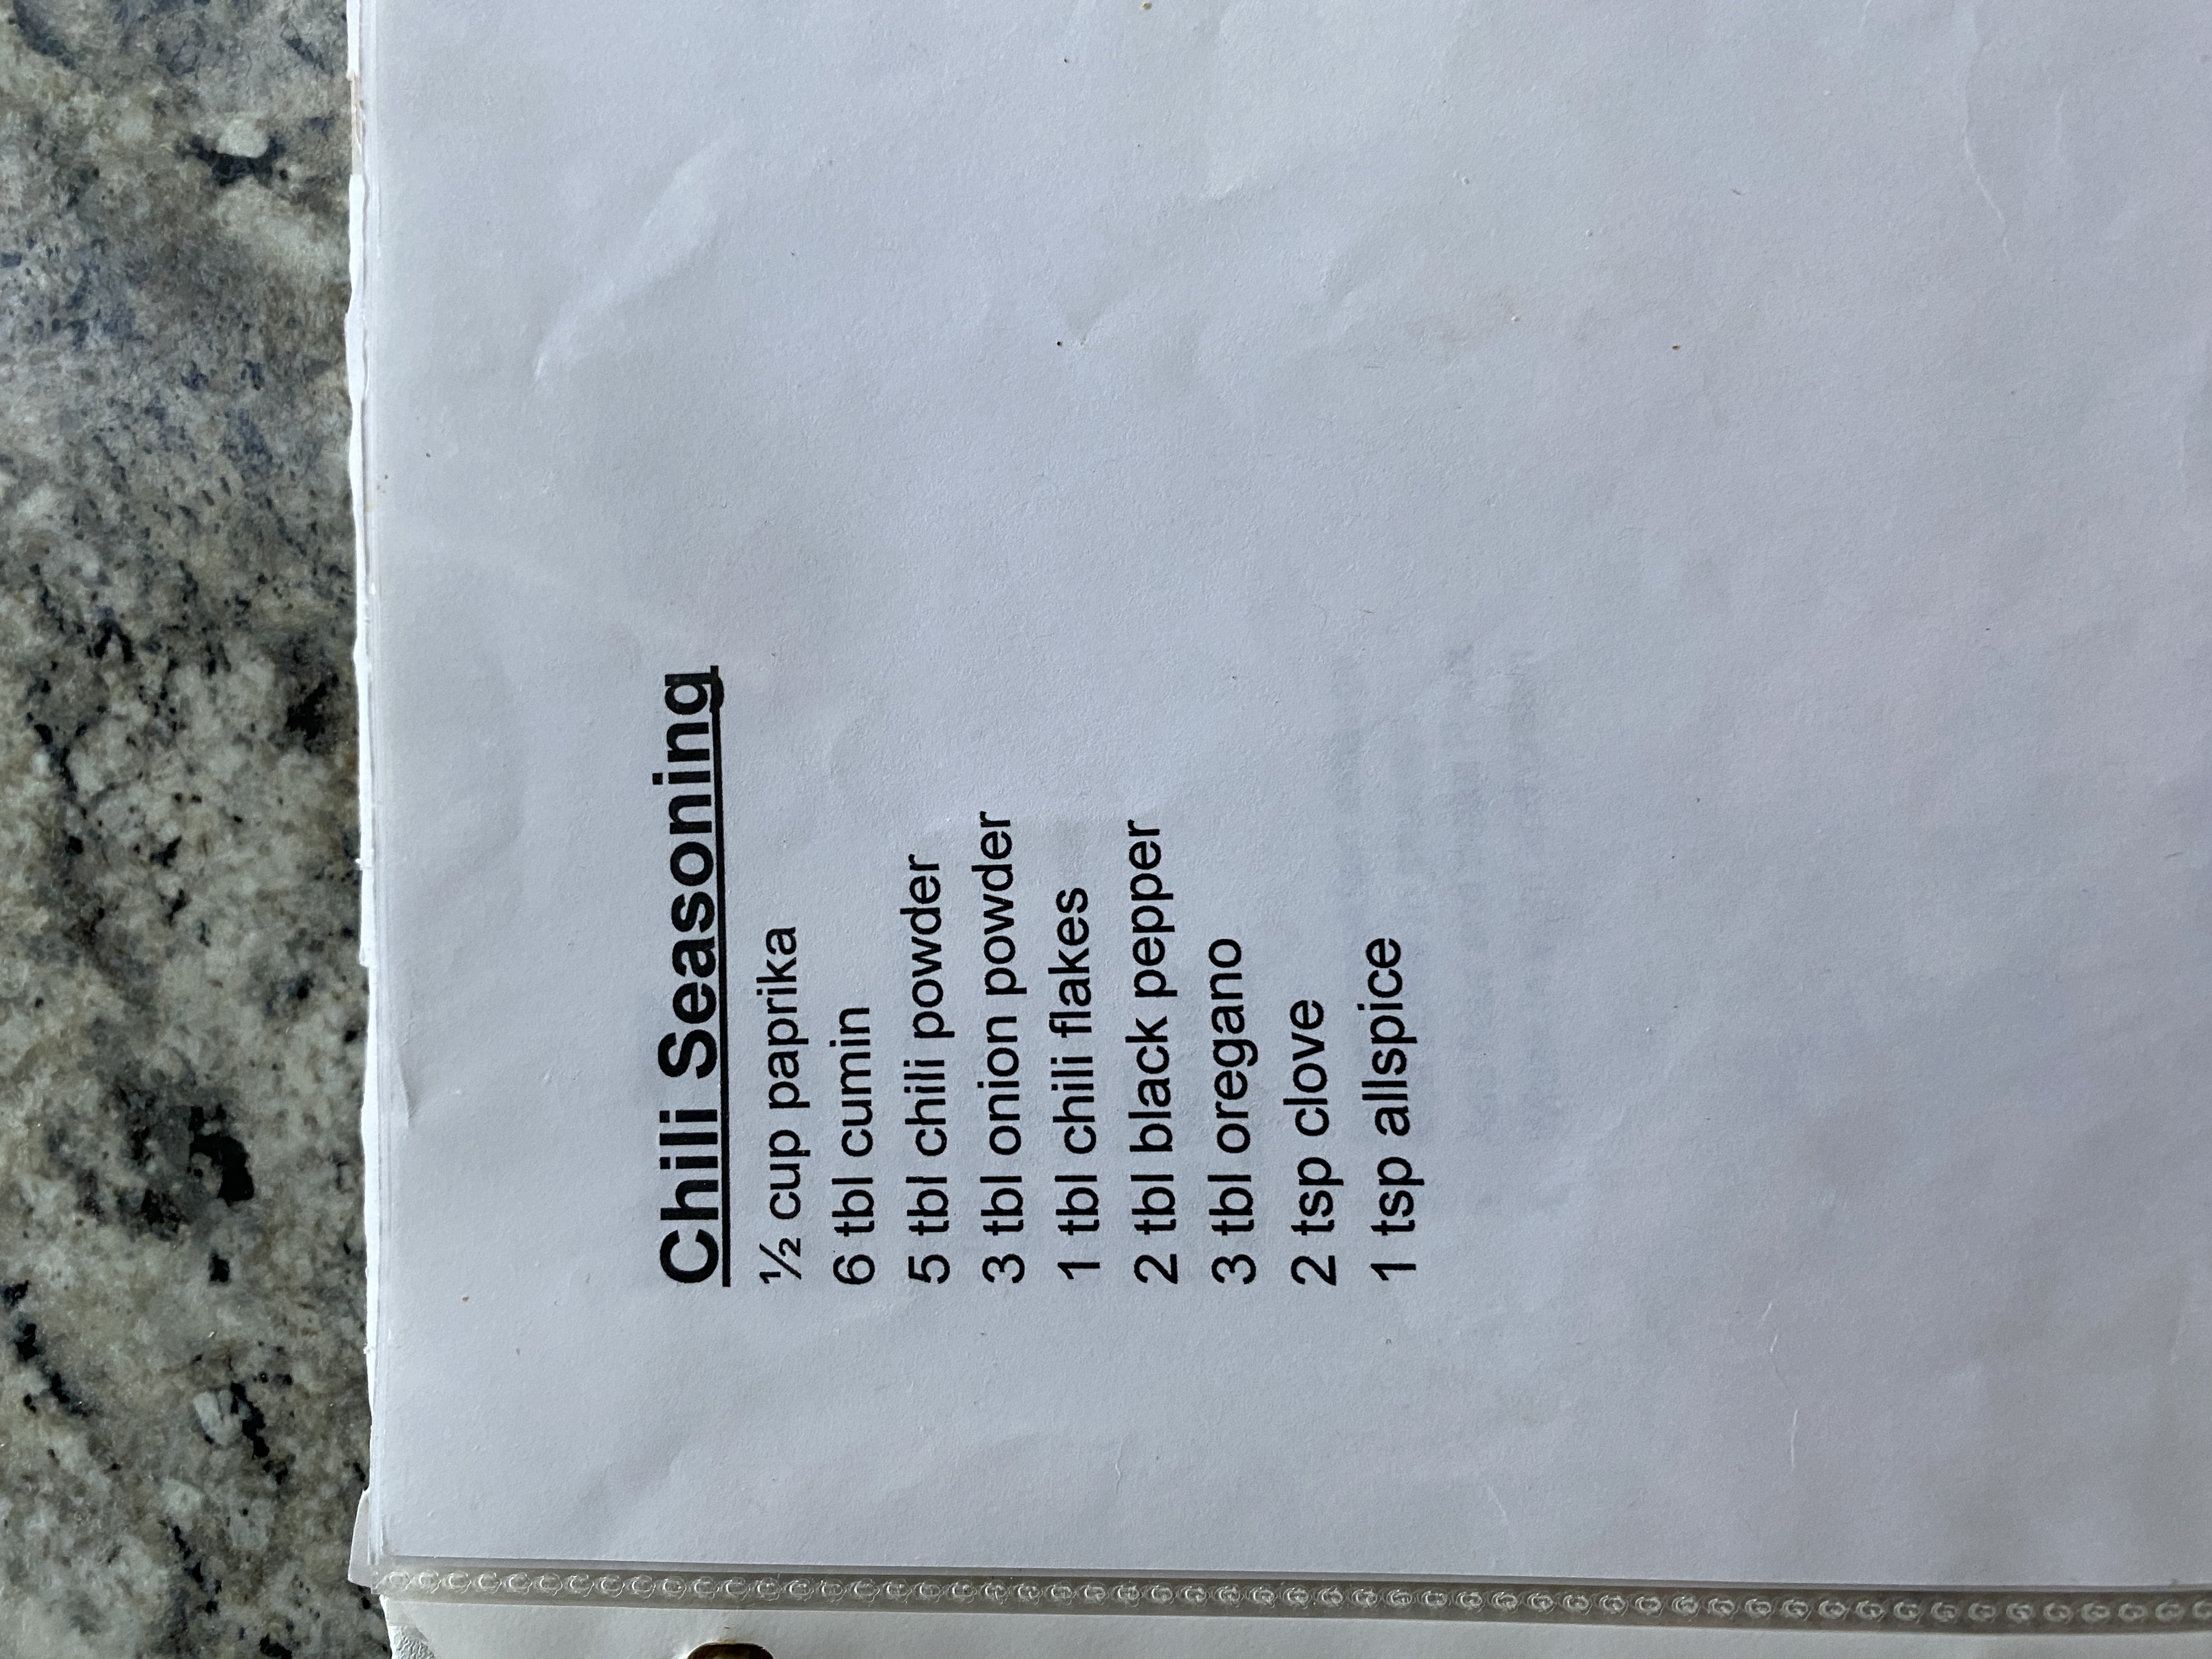 Chili Seasoning
½ cup paprika
6 tbl cumin
5 tbl chili powder
3 tbl onion powder
1 tbl chili flakes
2 tbl black pepper
3 tbl oregano
2 tsp clove
1 tsp allspice